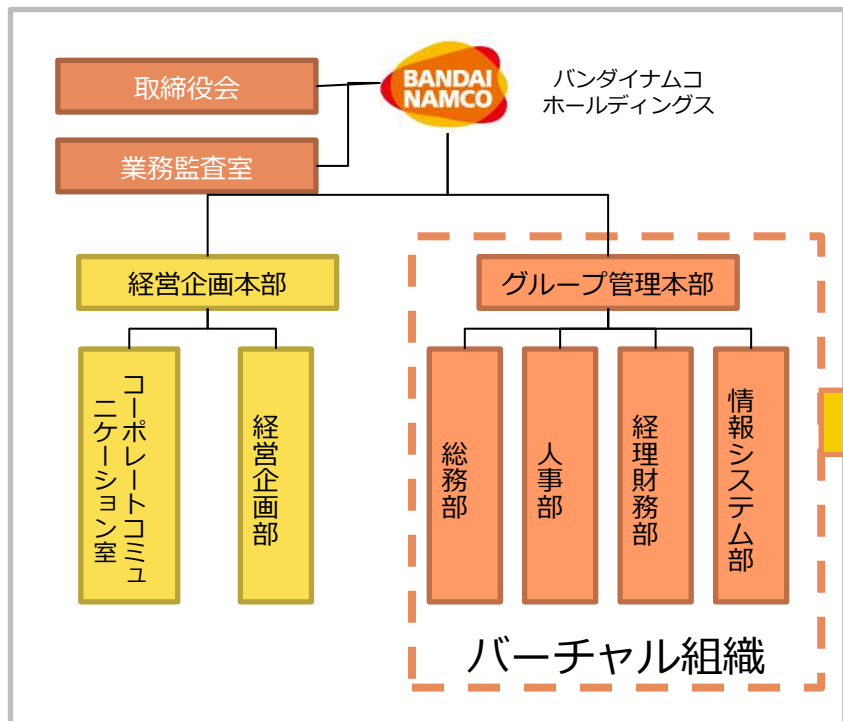 取締役会
BANDAI
NAMCO
バンダイナムコ
ホールディングス
業務監査室
経営企画本部
グループ管理本部
コーポレートコミュ
ニケーション室
経営企画部
総務部
人事部
経理財務部
情報システム部
バーチャル組織